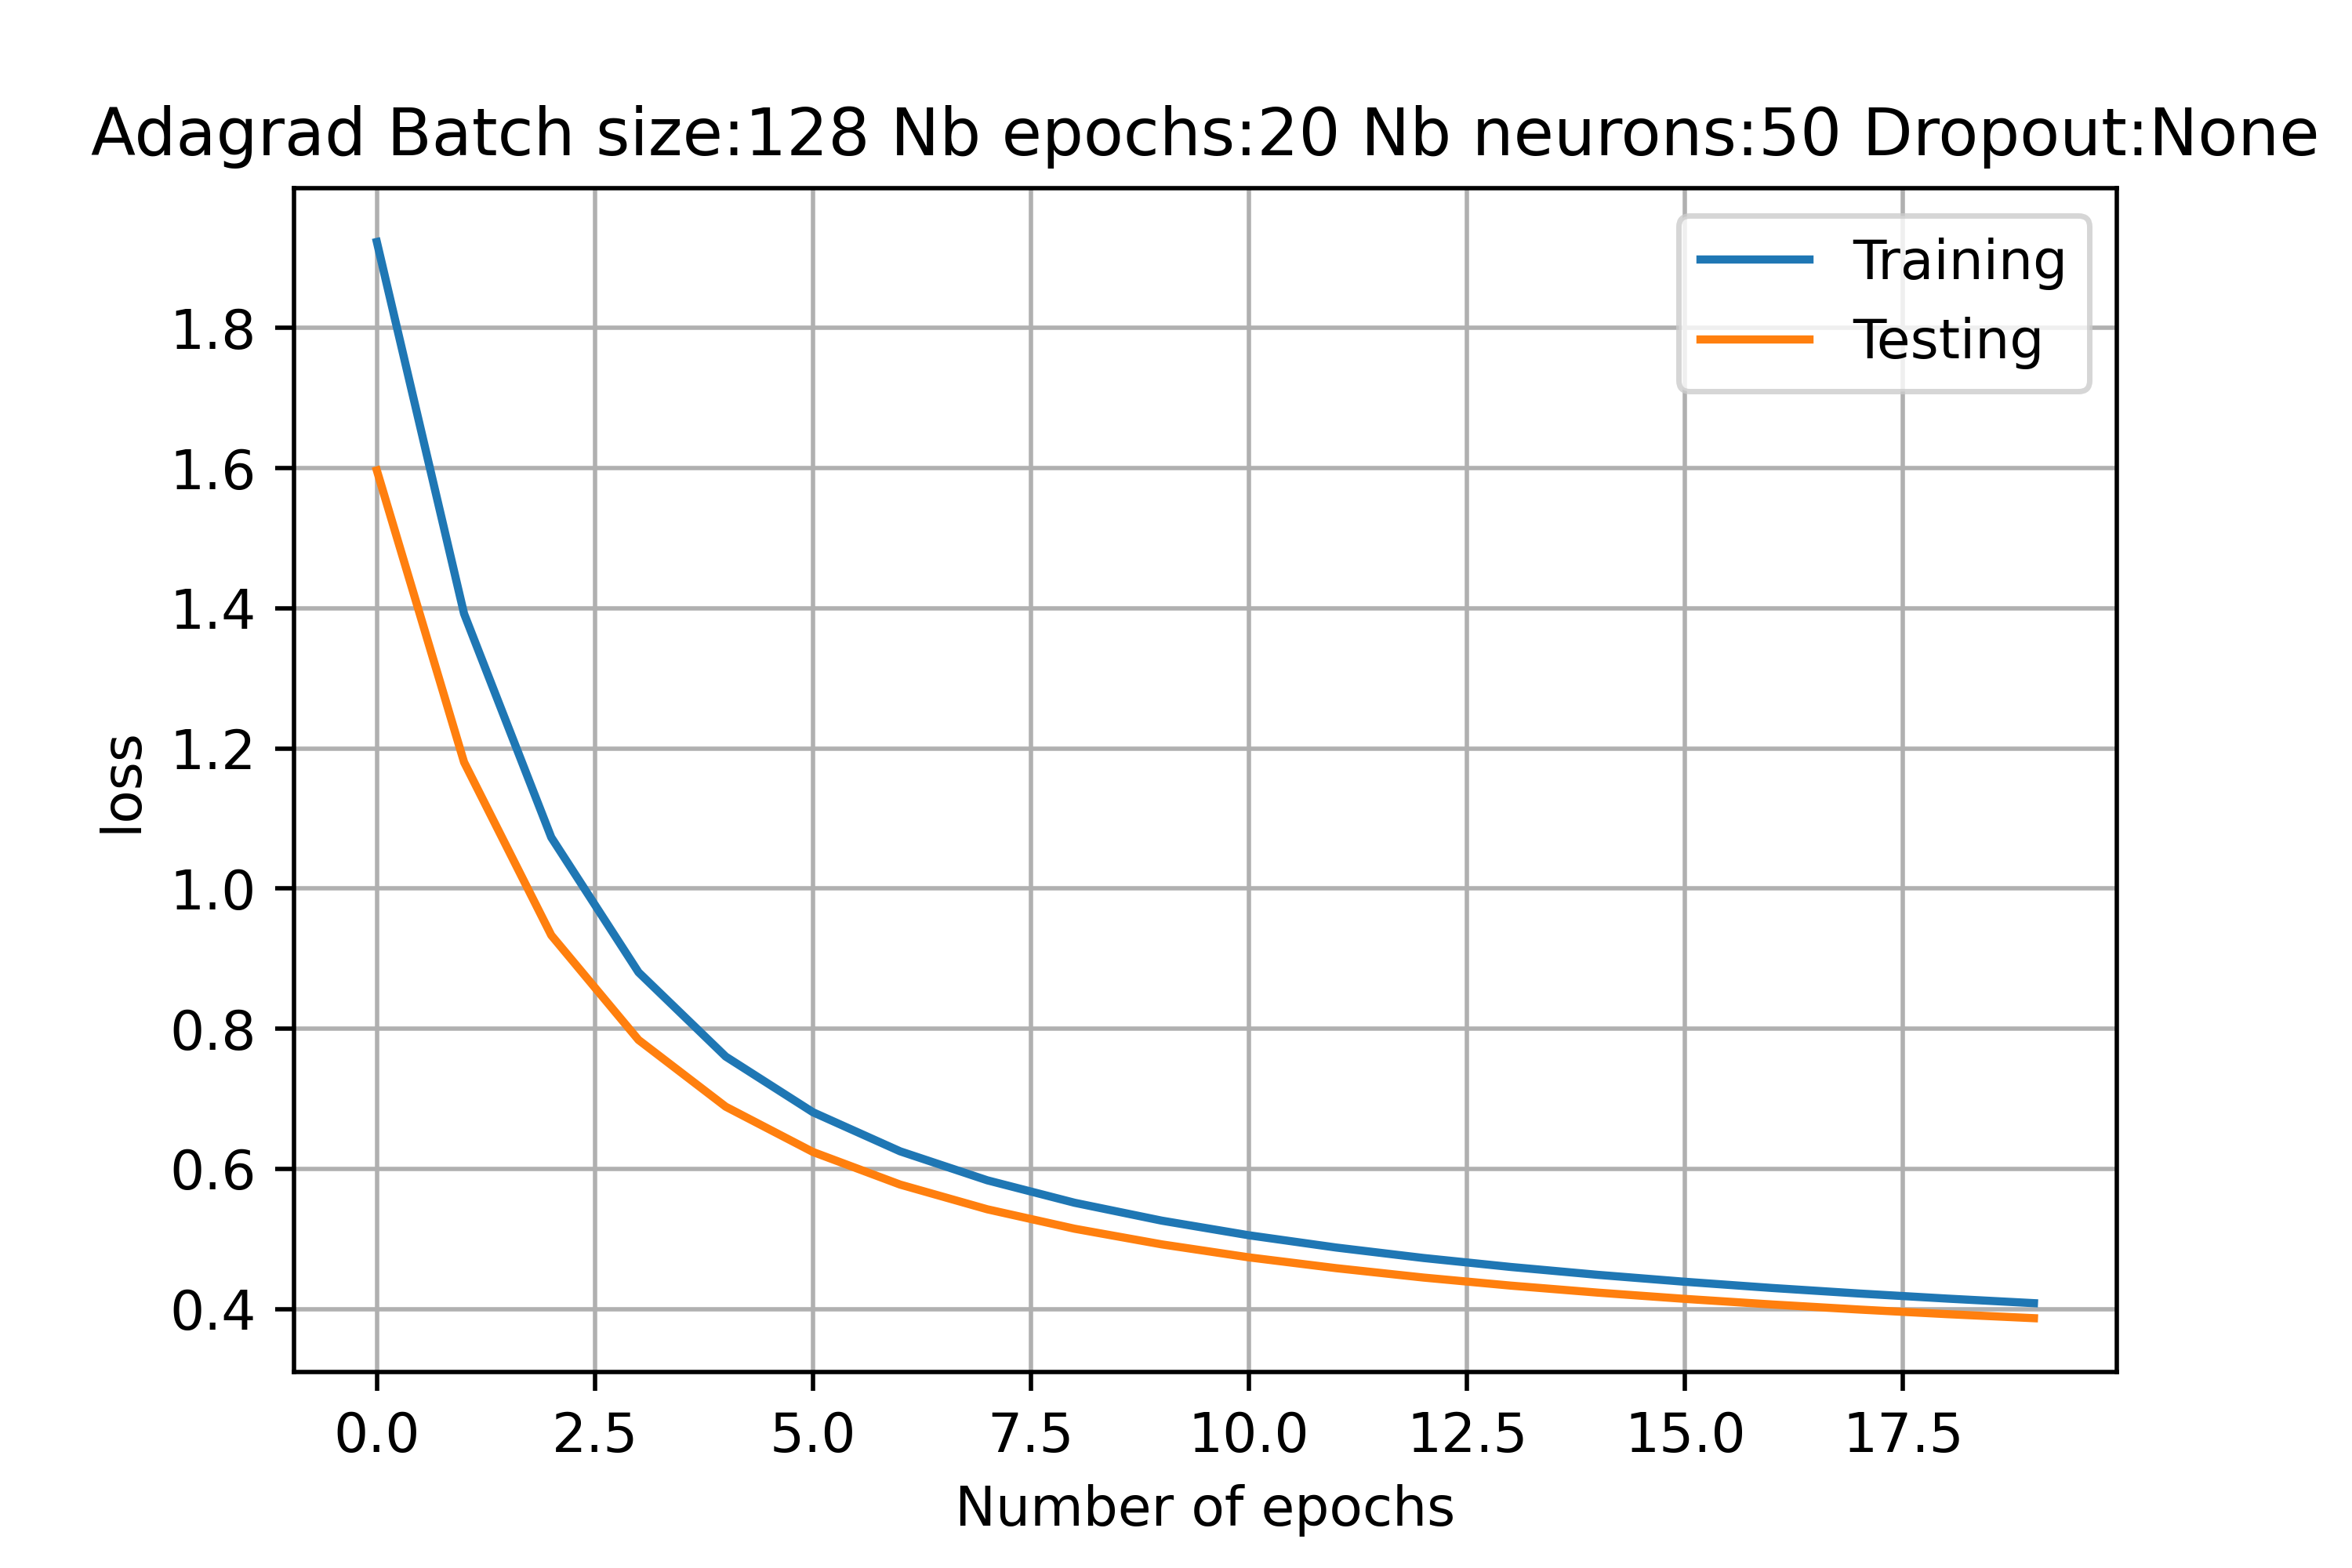 Adagrad Batch size:128 Nb epochs:20 Nb neurons:50 Dropout:None
Training
Testing
1.8
1.6
1.4
1.2
1.0
0.8
0.6
0.4
loss
0.0 2.5 5.0 7.5 10.0 12.5 15.0 17.5
Number of epochs